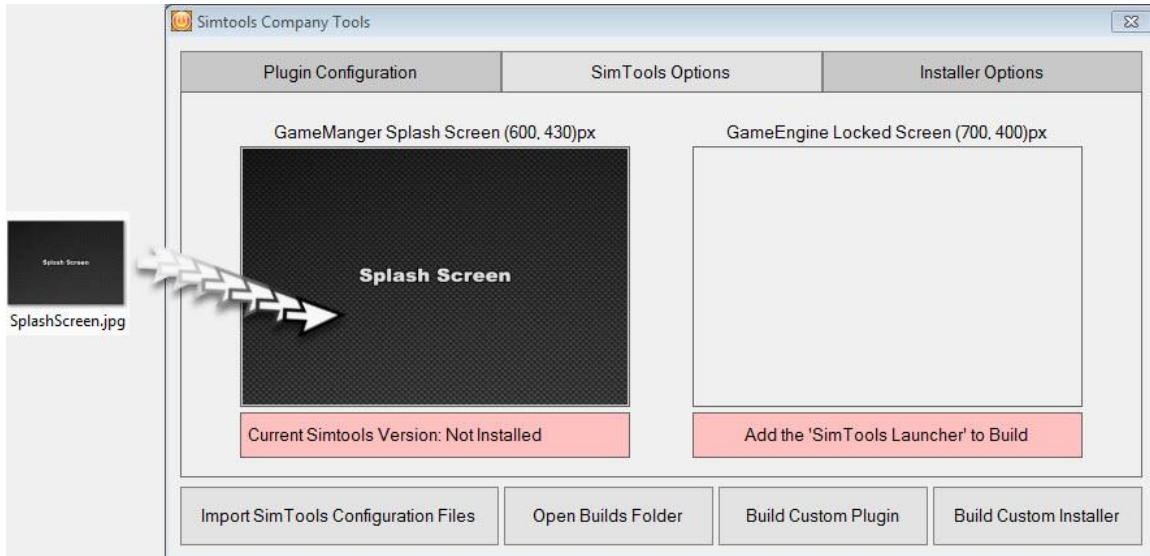 Simtools Company Tools
Plugin Configuration
SimTools Options
Installer Options
GameManger Splash Screen (600, 430)px
GameEngine Locked Screen (700, 400)px
Splash Screen
Splash Screen
SplashScreen.jpg
Current Simtools Version: Not Installed
Add the 'SimTools Launcher' to Build
Import SimTools Configuration Files
Open Builds Folder
Build Custom Plugin
Build Custom Installer